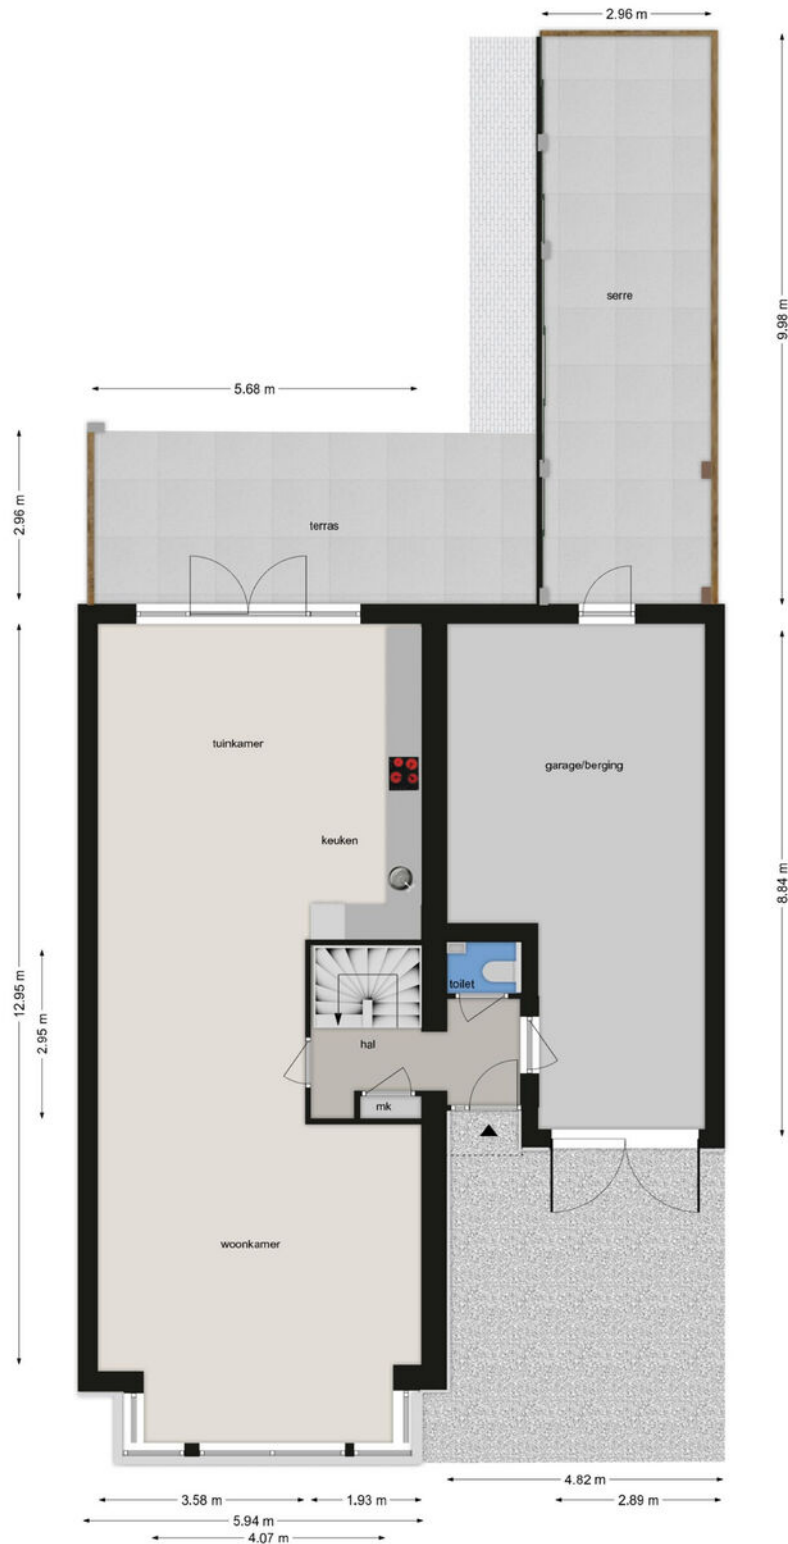 2.96 m
9.98 m
serre
5.68 m
2.96 m
terras
tuinkamer
garage/berging
keuken
8.84 m
12.95 m
2.95 m
toilet
hal
mk
woonkamer
4.82 m
3.58 m
1.93 m
2.89 m
5.94 m
4.07 m